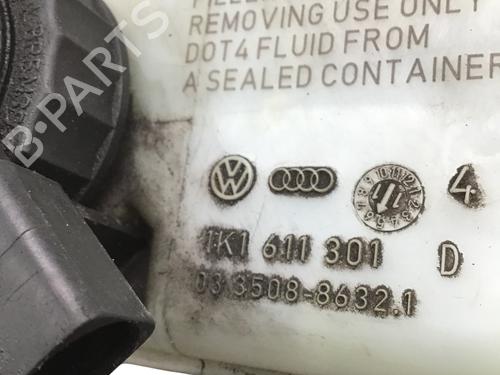 REMOVING USE ONLY
DOT4 FLUID FROM
A SEALED CONTAINER
B-PARTS
4
1K1 611 301 D
03.3508-8632.1